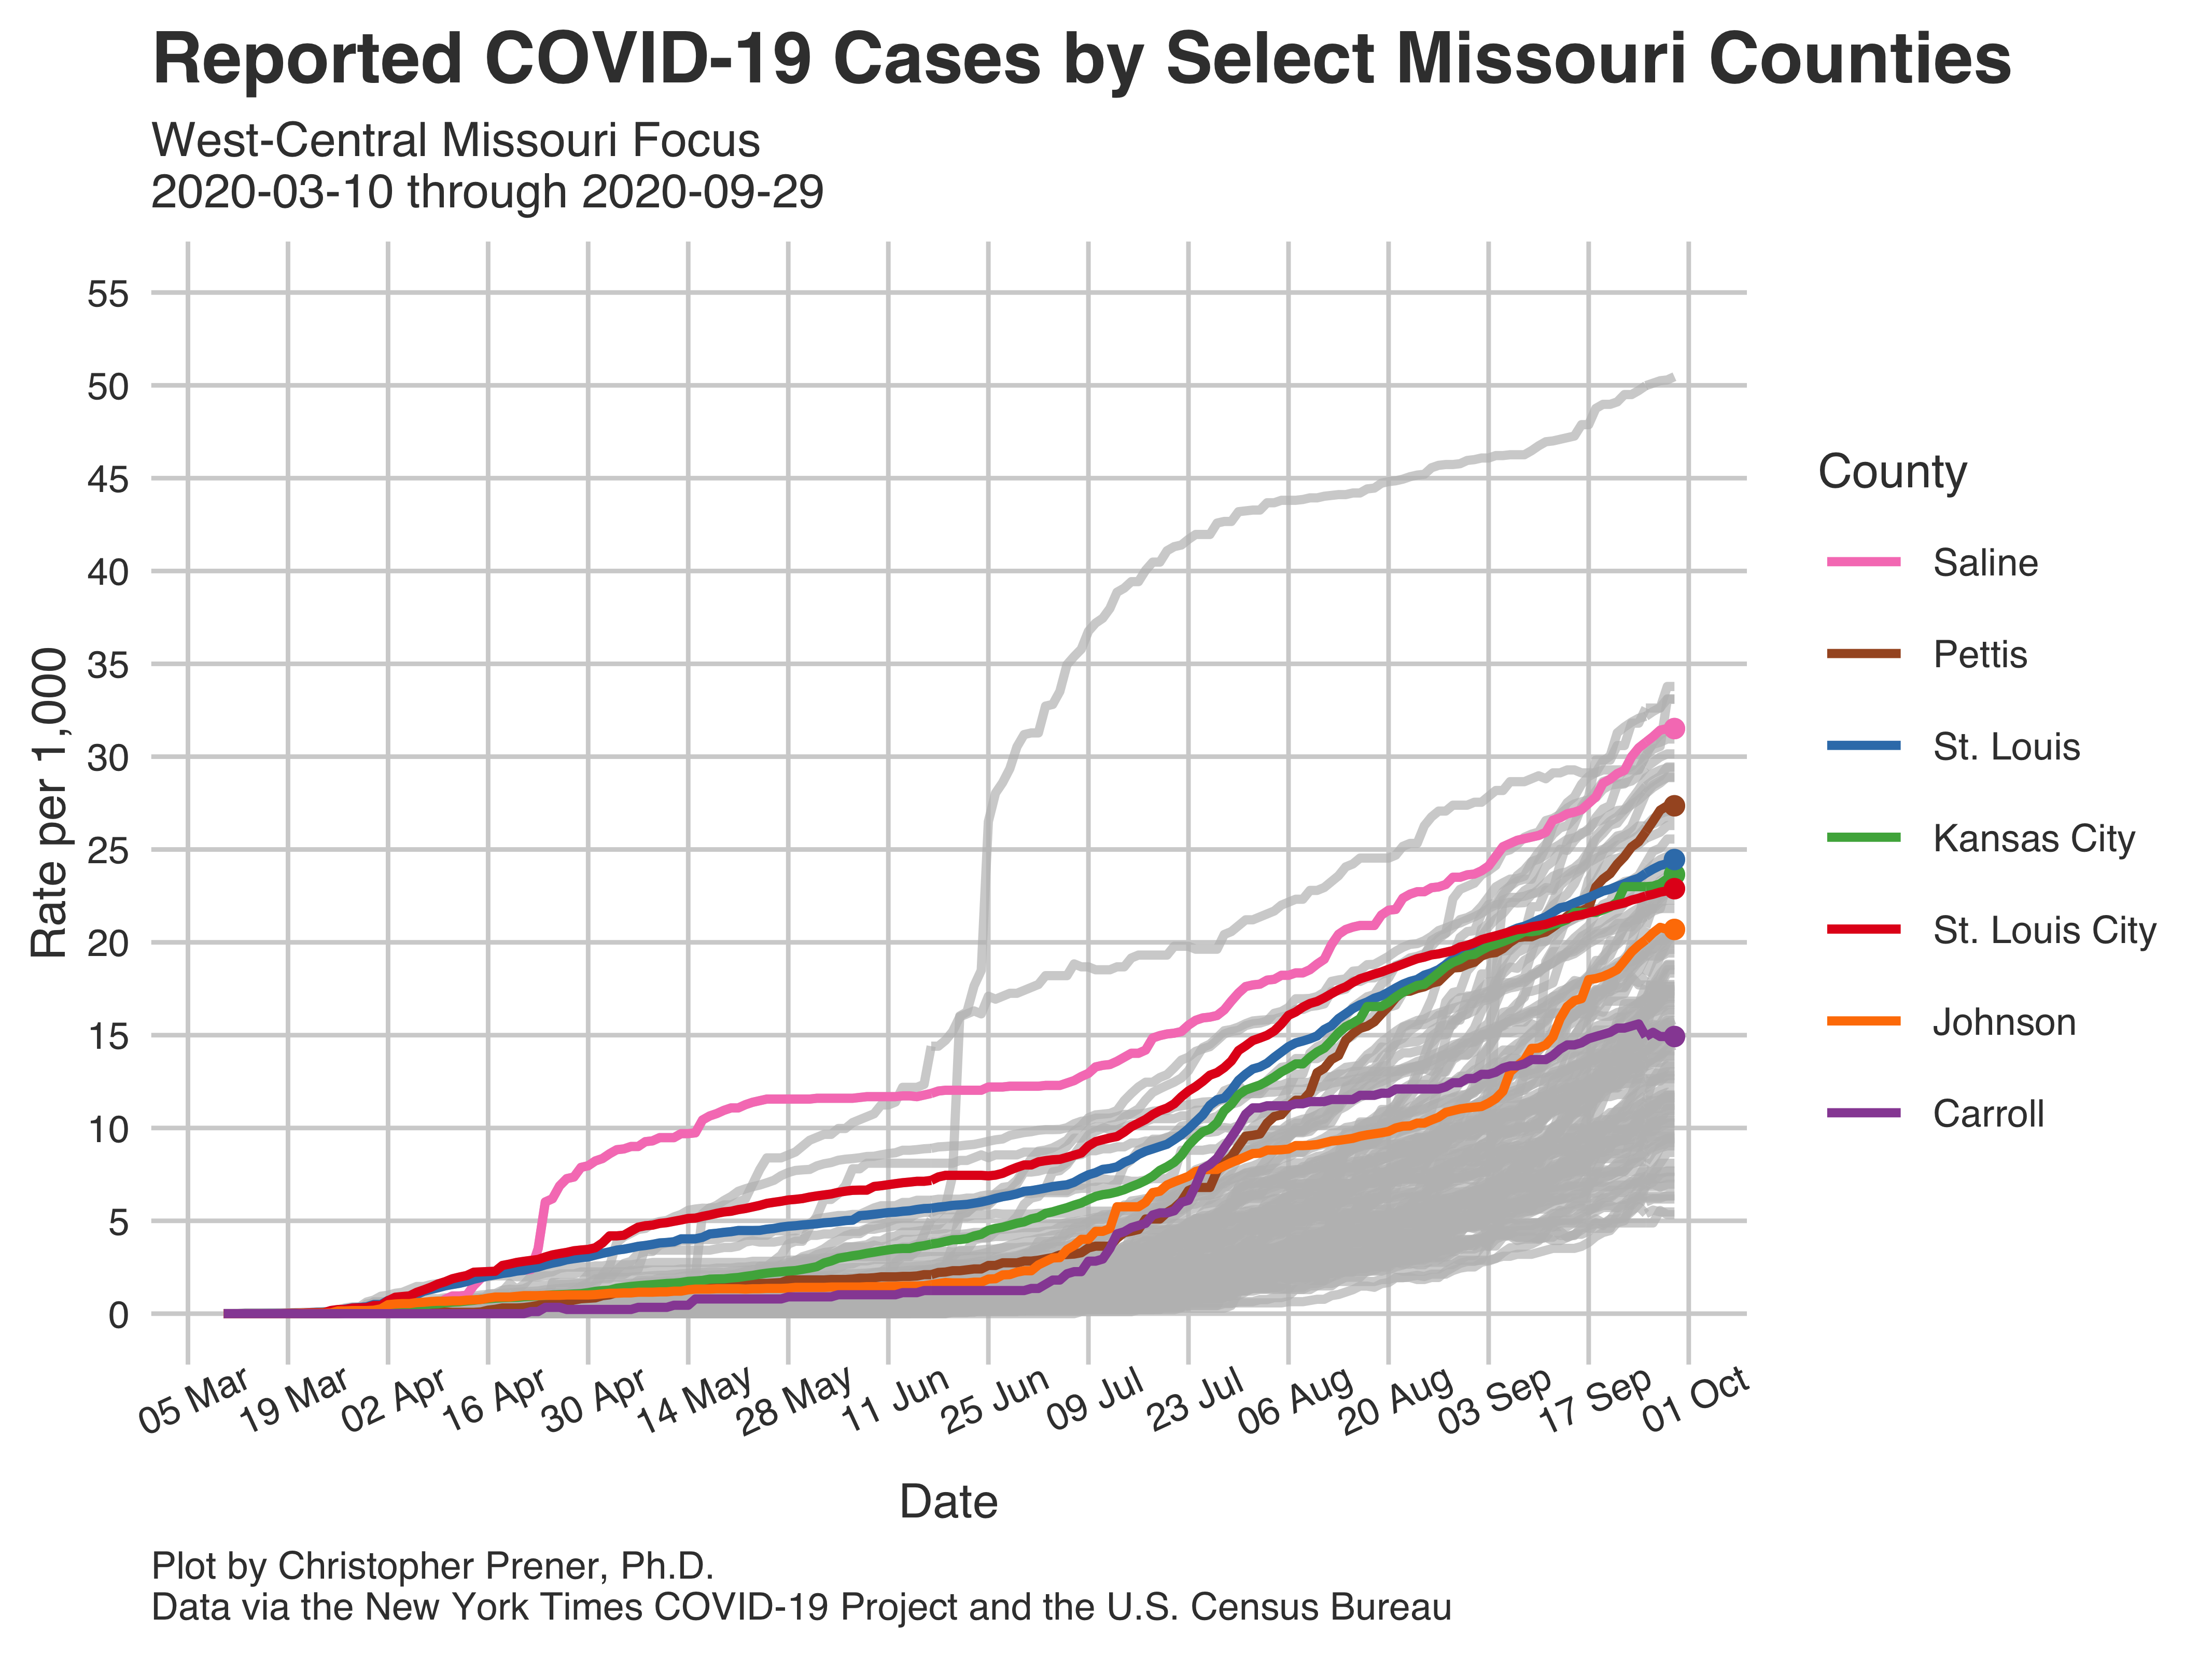 Reported COVID-19 Cases by Select Missouri Counties
West-Central Missouri Focus
2020-03-10 through 2020-09-29
55
50
45
40
35
30
25
20
15
10
5
0
Rate per 1,000
05 Mar
19 Mar
02 Apr
16 Apr
30 Apr
14 May
28 May
11 Jun
25 Jun
09 Jul
23 Jul
06 Aug
20 Aug
03 Sep
17 Sep
01 Oct
Date
County
Saline
Pettis
St. Louis
Kansas City
St. Louis City
Johnson
Carroll
Plot by Christopher Prener, Ph.D.
Data via the New York Times COVID-19 Project and the U.S. Census Bureau